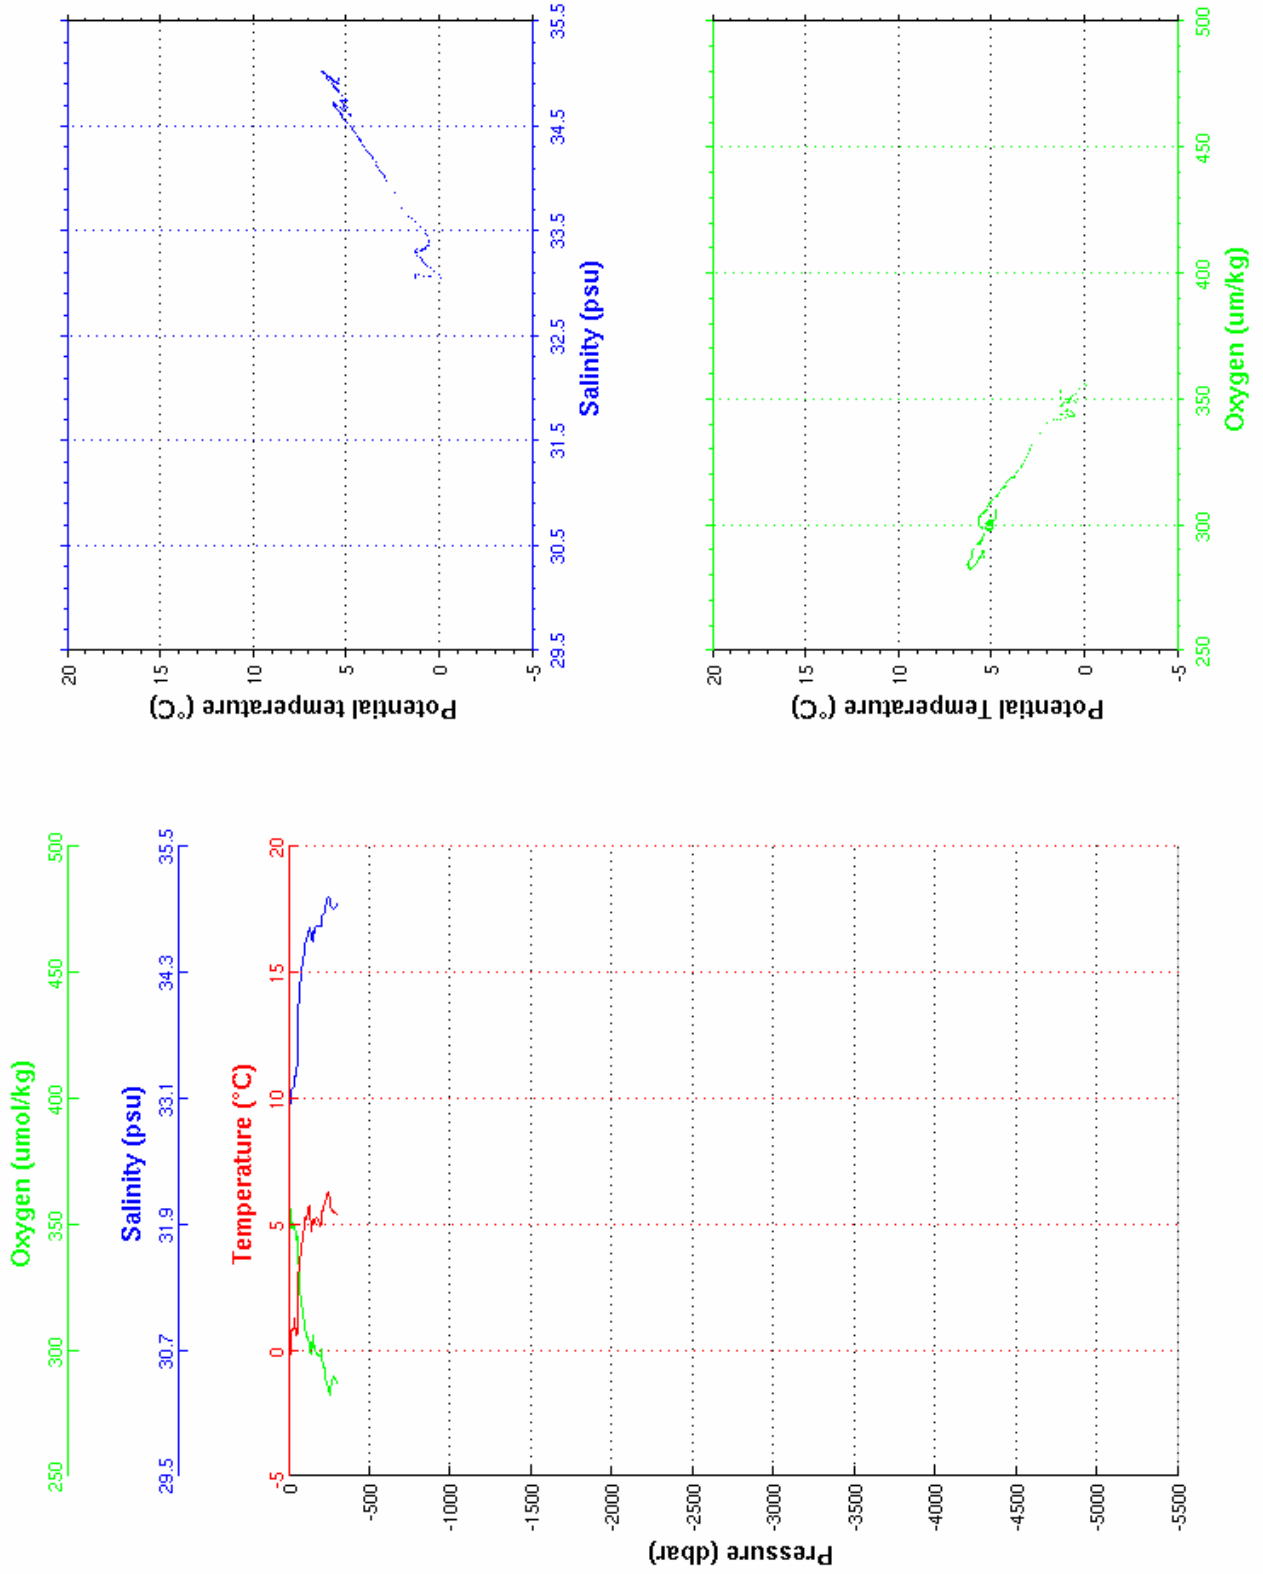 Oxygen (umol/kg)
250 300 350 400 450 500
Salinity (psu)
29.5 30.7 31.9 33.1 34.3 35.5
Temperature (°C)
-5 0 5 10 15 20
Pressure (dbar)
0
-500
-1000
-1500
-2000
-2500
-3000
-3500
-4000
-4500
-5000
-5500
Potential temperature (°C)
20
15
10
5
0
-5
29.5 30.5 31.5 32.5 33.5 34.5 35.5
Salinity (psu)
Potential Temperature (°C)
20
15
10
5
0
-5
250 300 350 400 450 500
Oxygen (um/kg)